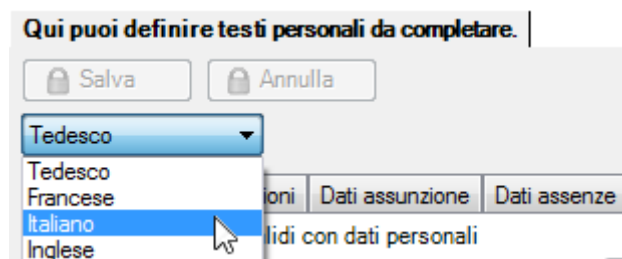 Qui puoi definire testi personali da completare.
Salva Annulla
Tedesco
Tedesco
Francese
Italiano
Inglese
ioni Dati assunzione Dati assenze
lidi con dati personali